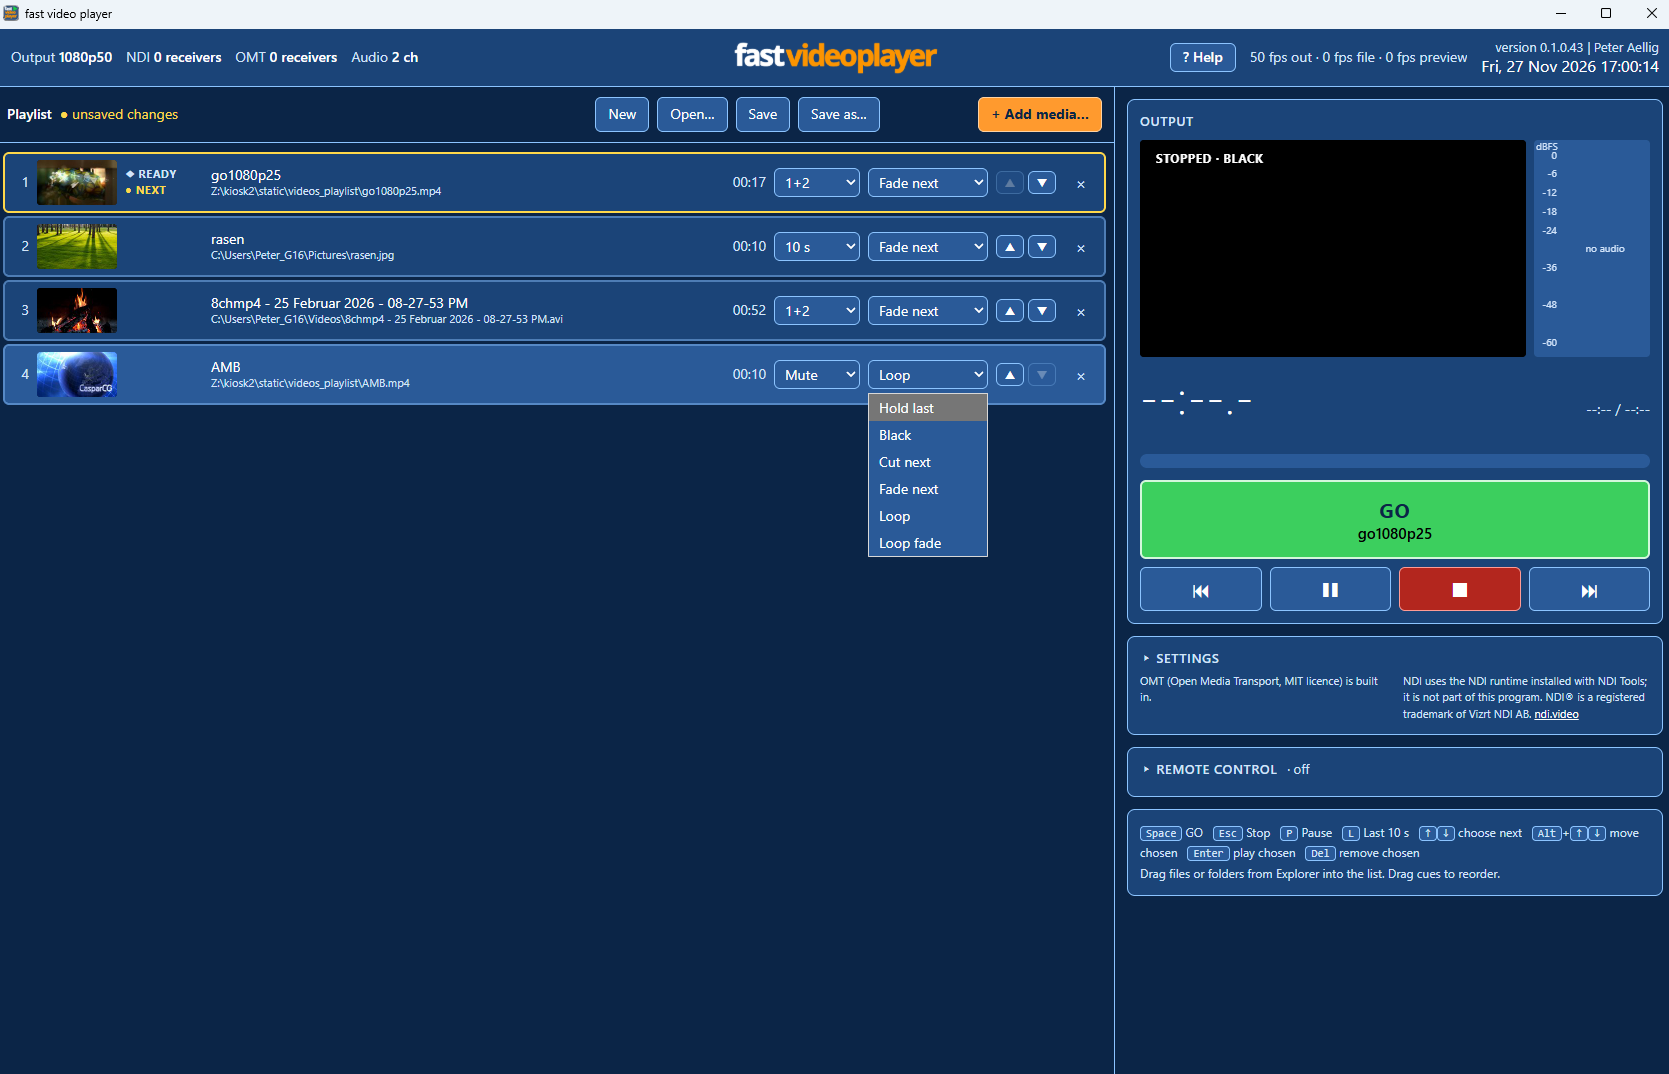 fast video player
Output 1080p50 NDI 0 receivers OMT 0 receivers Audio 2 ch
fastvideoplayer
? Help
50 fps out · 0 fps file · 0 fps preview
version 0.1.0.43 | Peter Aellig
Fri, 27 Nov 2026 17:00:14
Playlist • unsaved changes
New
Open...
Save
Save as...
+ Add media...
1
◆ READY
• NEXT
go1080p25
Z:\kiosk2\static\videos_playlist\go1080p25.mp4
00:17
1+2
Fade next
▲
▼
×
2
rasen
C:\Users\Peter_G16\Pictures\rasen.jpg
00:10
10 s
Fade next
▲
▼
×
3
8chmp4 - 25 Februar 2026 - 08-27-53 PM
C:\Users\Peter_G16\Videos\8chmp4 - 25 Februar 2026 - 08-27-53 PM.avi
00:52
1+2
Fade next
▲
▼
×
4
CasparCG
AMB
Z:\kiosk2\static\videos_playlist\AMB.mp4
00:10
Mute
Loop
▲
▼
×
Hold last
Black
Cut next
Fade next
Loop
Loop fade
OUTPUT
STOPPED · BLACK
dBFS
0
-6
-12
-18
-24
-36
-48
-60
no audio
--:--.-
--:-- / --:--
GO
go1080p25
▸ SETTINGS
OMT (Open Media Transport, MIT licence) is built
in.
NDI uses the NDI runtime installed with NDI Tools;
it is not part of this program. NDI® is a registered
trademark of Vizrt NDI AB. ndi.video
▸ REMOTE CONTROL · off
Space GO Esc Stop P Pause L Last 10 s ↑ ↓ choose next Alt+↑ ↓ move
chosen Enter play chosen Del remove chosen
Drag files or folders from Explorer into the list. Drag cues to reorder.